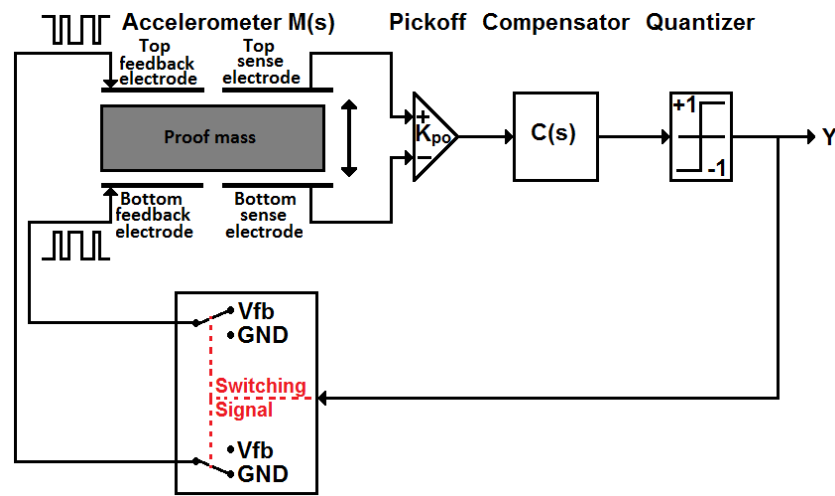 Accelerometer M(s)
Pickoff
Compensator
Quantizer
Top
feedback
electrode
Top
sense
electrode
Proof mass
+
Kpo
−
C(s)
+1
-1
Y
Bottom
feedback
electrode
Bottom
sense
electrode
Vfb
GND
Switching
Signal
Vfb
GND